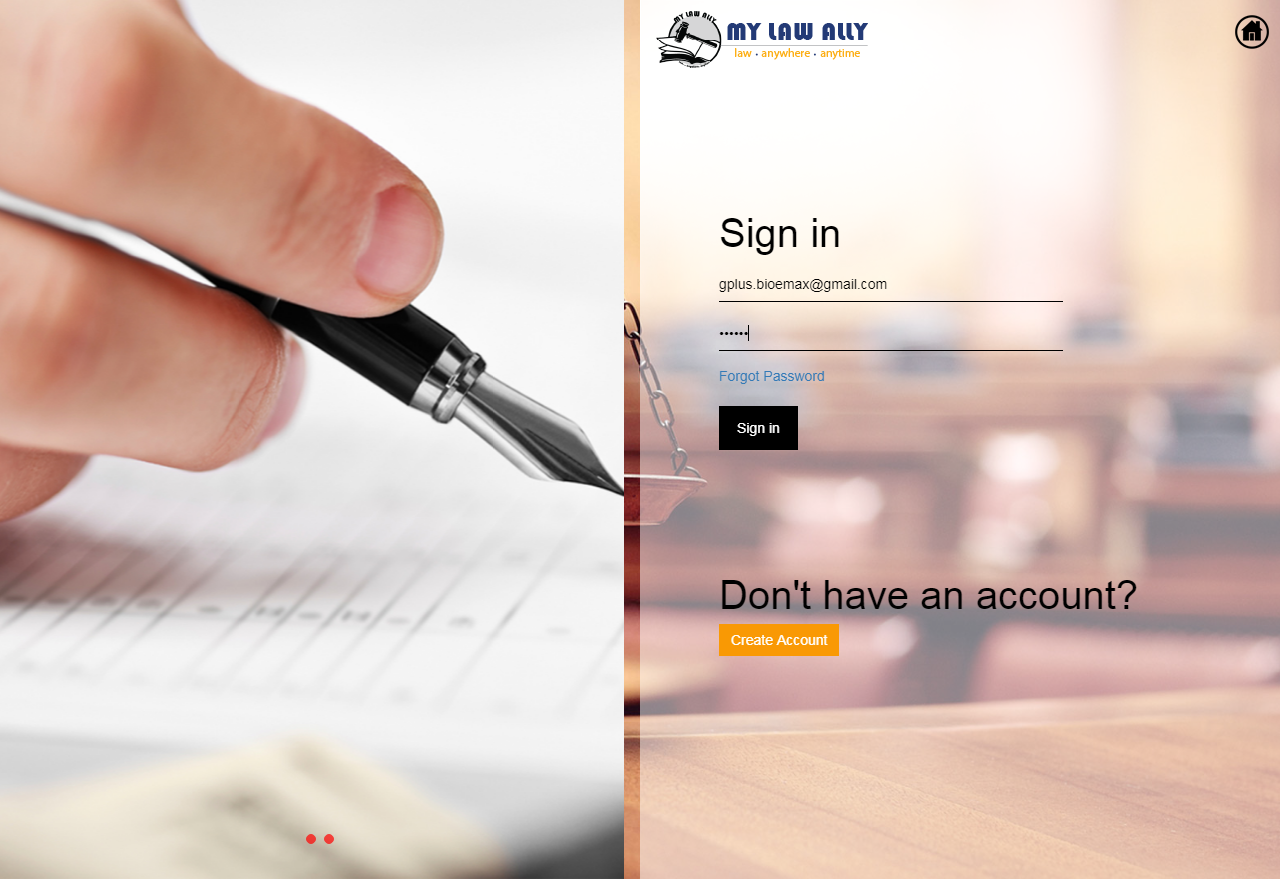 MY LAW ALLY
MY LAW ALLY
law • anywhere • anytime
Sign in
gplus.bioemax@gmail.com
••••••
Forgot Password
Sign in
Don't have an account?
Create Account